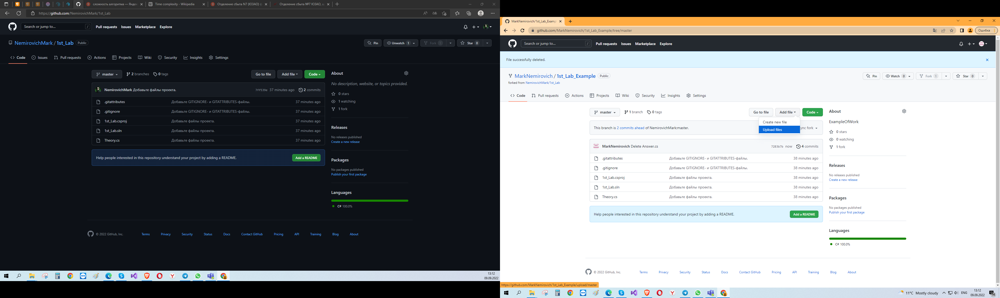 сложность алгоритма — Яндек
Time complexity - Wikipedia
Отделение сбыта N7 (ЮЗАО) ф
Отделение сбыта №7 ЮЗАО, а
https://github.com/NemirovichMark/1st_Lab
Search or jump to... /
Pull requests Issues Marketplace Explore
NemirovichMark / 1st_Lab Public
Pin Unwatch 1 Fork 1 Star 0
Code Issues Pull requests Actions Projects Wiki Security Insights Settings
master 2 branches 0 tags Go to file Add file Code
NemirovichMark Добавьте файлы проекта. 7ff539e 37 minutes ago 2 commits
.gitattributes Добавьте GITIGNORE- и GITATTRIBUTES-файлы. 37 minutes ago
.gitignore Добавьте GITIGNORE- и GITATTRIBUTES-файлы. 37 minutes ago
1st_Lab.csproj Добавьте файлы проекта. 37 minutes ago
1st_Lab.sln Добавьте файлы проекта. 37 minutes ago
Theory.cs Добавьте файлы проекта. 37 minutes ago
Help people interested in this repository understand your project by adding a README. Add a README
About
No description, website, or topics provided.
0 stars
1 watching
1 fork
Releases
No releases published
Create a new release
Packages
No packages published
Publish your first package
Languages
C# 100.0%
© 2022 GitHub, Inc. Terms Privacy Security Status Docs Contact GitHub Pricing API Training Blog About
13:12
09.09.2022
MarkNemirovich/1st_Lab_Examp
github.com/MarkNemirovich/1st_Lab_Example/tree/master
Ошибка
Search or jump to... /
Pull requests Issues Marketplace Explore
File successfully deleted.
MarkNemirovich / 1st_Lab_Example Public
forked from NemirovichMark/1st_Lab
Pin Watch 0 Fork 1 Star 0
Code Pull requests Actions Projects Wiki Security Insights Settings
master 1 branch 0 tags Go to file Add file Code
Create new file
Upload files
This branch is 2 commits ahead of NemirovichMark:master. ync fork
MarkNemirovich Delete Answer.cs 7283b7b now 4 commits
.gitattributes Добавьте GITIGNORE- и GITATTRIBUTES-файлы. 38 minutes ago
.gitignore Добавьте GITIGNORE- и GITATTRIBUTES-файлы. 38 minutes ago
1st_Lab.csproj Добавьте файлы проекта. 38 minutes ago
1st_Lab.sln Добавьте файлы проекта. 38 minutes ago
Theory.cs Добавьте файлы проекта. 38 minutes ago
Help people interested in this repository understand your project by adding a README. Add a README
About
ExampleOfWork
0 stars
0 watching
1 fork
Releases
No releases published
Create a new release
Packages
No packages published
Publish your first package
Languages
C# 100.0%
© 2022 GitHub, Inc. Terms Privacy Security Status Docs Contact GitHub Pricing API Training Blog About
https://github.com/MarkNemirovich/1st_Lab_Example/upload/master
11°C Mostly cloudy ENG
13:12
09.09.2022
14